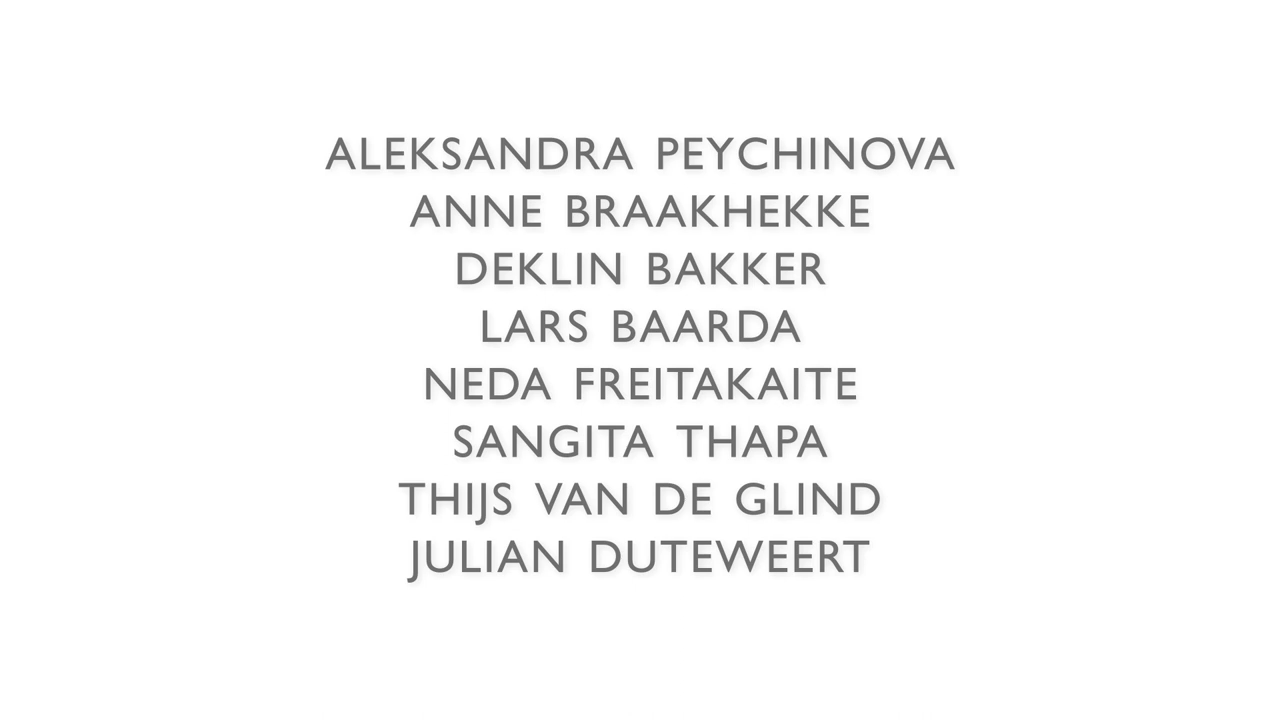 ALEKSANDRA PEYCHINOVA
ANNE BRAAKHEKKE
DEKLIN BAKKER
LARS BAARDA
NEDA FREITAKAITE
SANGITA THAPA
THIJS VAN DE GLIND
JULIAN DUTEWEERT